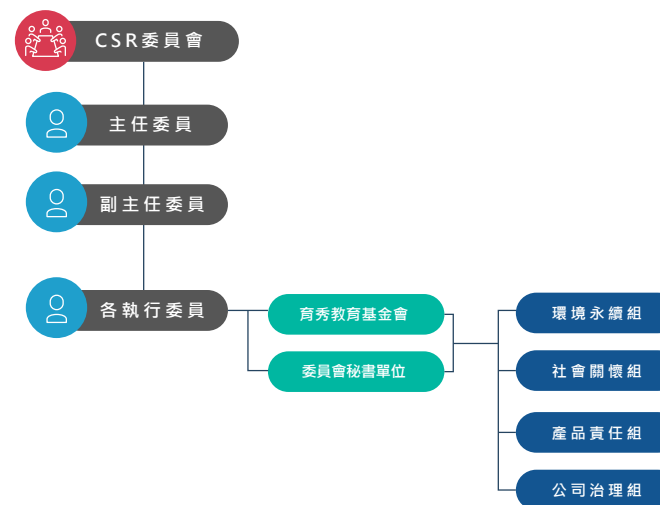 CSR委員會
主任委員
副主任委員
各執行委員
育秀教育基金會
委員會秘書單位
環境永續組
社會關懷組
產品責任組
公司治理組